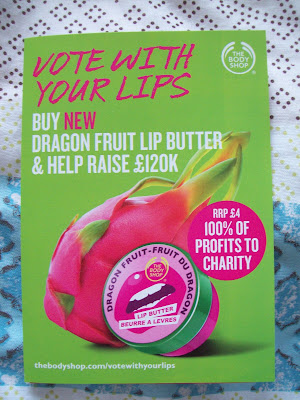 VOTE WITH
YOUR LIPS
THE
BODY
SHOP
®
BUY NEW
DRAGON FRUIT LIP BUTTER
& HELP RAISE £120K
RRP £4
100% OF
PROFITS TO
CHARITY
DRAGON FRUIT-FRUIT DU DRAGON
THE
BODY
SHOP
LIP BUTTER
BEURRE A LEVRES
thebodyshop.com/votewithyourlips